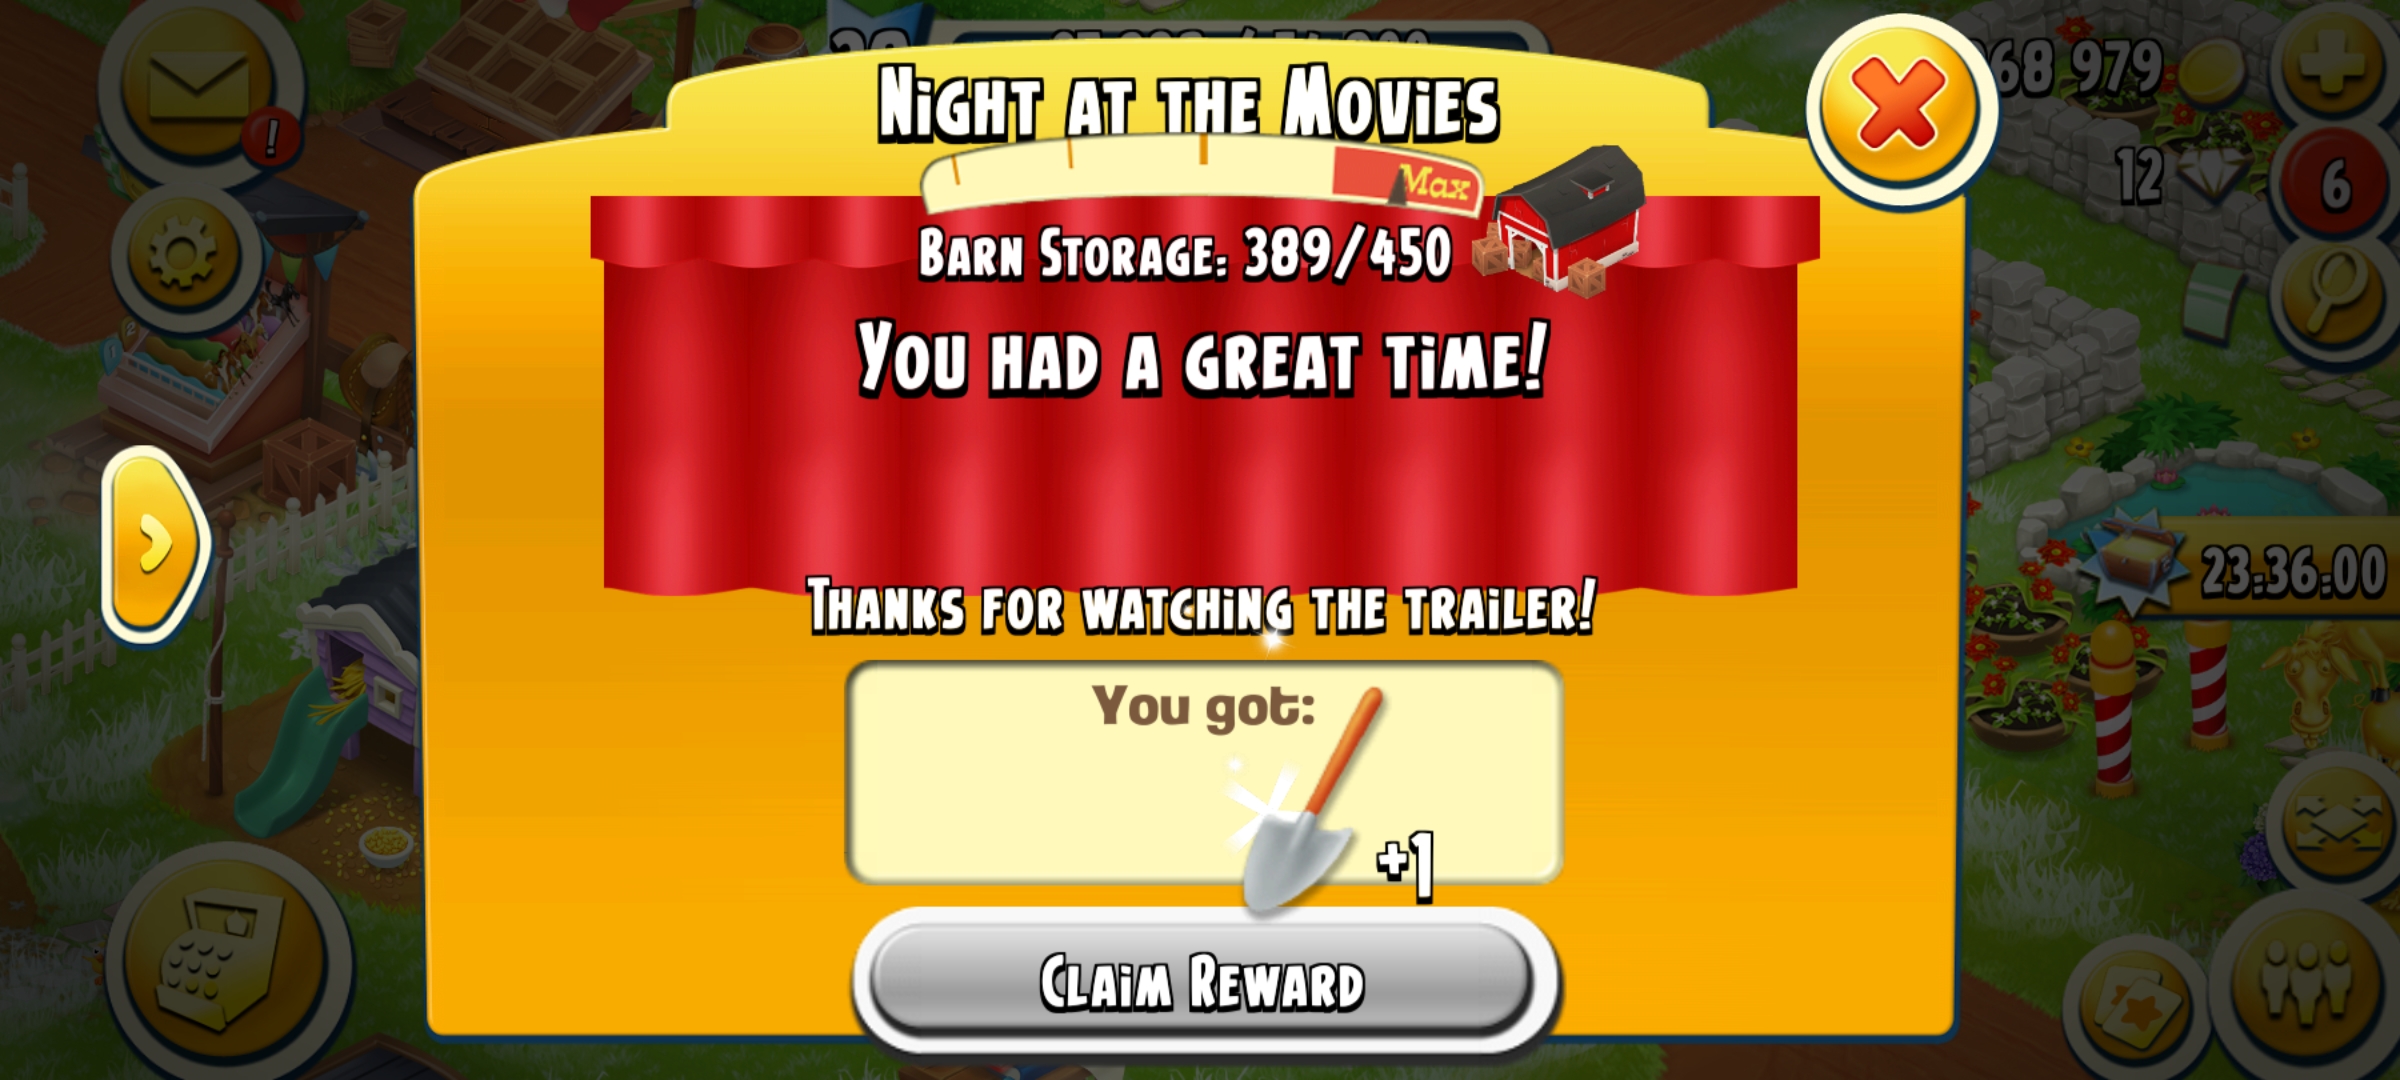 Night at the Movies
68 979
Max
12
6
Barn Storage: 389/450
You had a great time!
23:36:00
Thanks for watching the trailer!
You got:
+1
Claim Reward